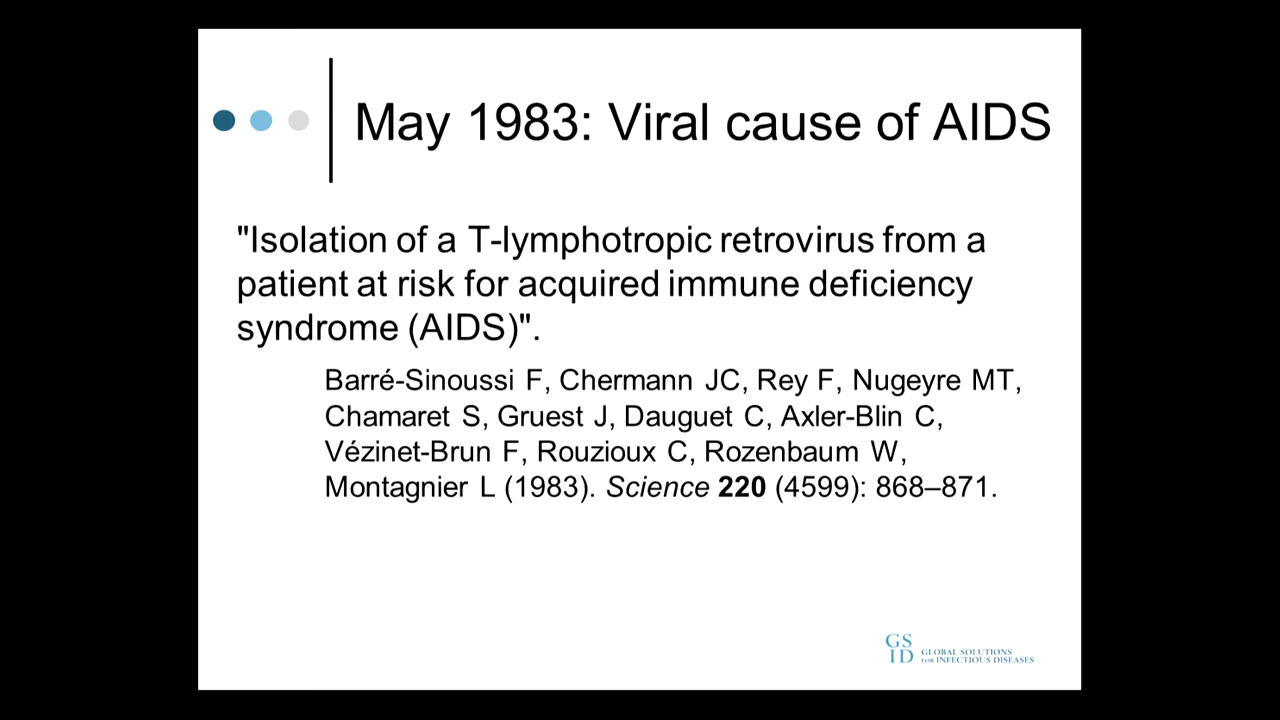 May 1983: Viral cause of AIDS
"Isolation of a T-lymphotropic retrovirus from a
patient at risk for acquired immune deficiency
syndrome (AIDS)".
Barré-Sinoussi F, Chermann JC, Rey F, Nugeyre MT,
Chamaret S, Gruest J, Dauguet C, Axler-Blin C,
Vézinet-Brun F, Rouzioux C, Rozenbaum W,
Montagnier L (1983). Science 220 (4599): 868–871.
GS
ID
GLOBAL SOLUTIONS
FOR INFECTIOUS DISEASES